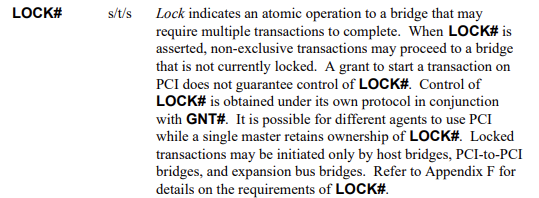 LOCK# s/t/s Lock indicates an atomic operation to a bridge that may
require multiple transactions to complete. When LOCK# is
asserted, non-exclusive transactions may proceed to a bridge
that is not currently locked. A grant to start a transaction on
PCI does not guarantee control of LOCK#. Control of
LOCK# is obtained under its own protocol in conjunction
with GNT#. It is possible for different agents to use PCI
while a single master retains ownership of LOCK#. Locked
transactions may be initiated only by host bridges, PCI-to-PCI
bridges, and expansion bus bridges. Refer to Appendix F for
details on the requirements of LOCK#.